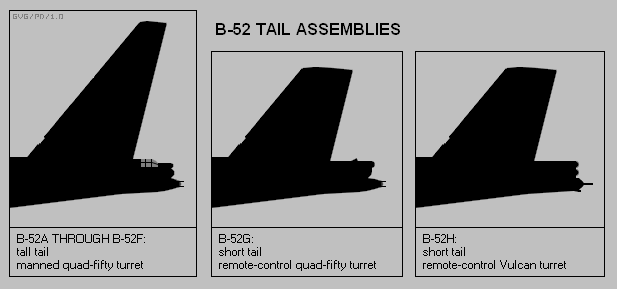 GVG/PD/1.0
B-52 TAIL ASSEMBLIES
B-52A THROUGH B-52F:
tall tail
manned quad-fifty turret
B-52G:
short tail
remote-control quad-fifty turret
B-52H:
short tail
remote-control Vulcan turret